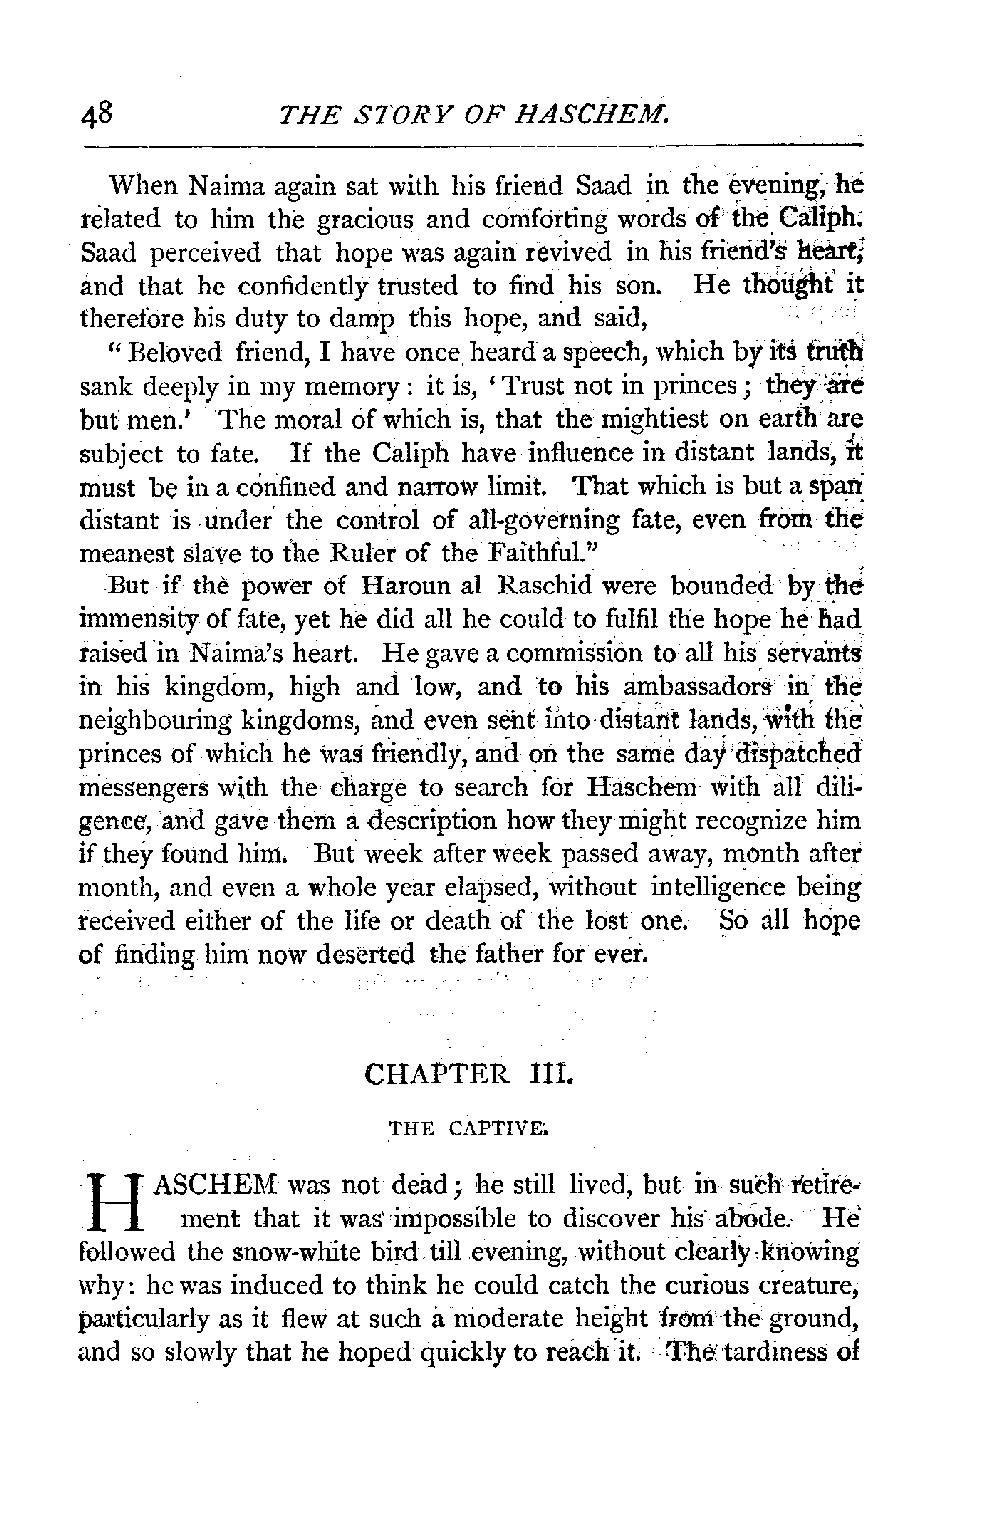 48 THE STORY OF HASCHEM.
When Naima again sat with his friend Saad in the evening, he
related to him the gracious and comforting words of the Caliph.
Saad perceived that hope was again revived in his friend's heart,
and that he confidently trusted to find his son. He thought it
therefore his duty to damp this hope, and said,
"Beloved friend, I have once heard a speech, which by its truth
sank deeply in my memory: it is, 'Trust not in princes; they are
but men.' The moral of which is, that the mightiest on earth are
subject to fate. If the Caliph have influence in distant lands, it
must be in a confined and narrow limit. That which is but a span
distant is under the control of all-governing fate, even from the
meanest slave to the Ruler of the Faithful."
But if the power of Haroun al Raschid were bounded by the
immensity of fate, yet he did all he could to fulfil the hope he had
raised in Naima's heart. He gave a commission to all his servants
in his kingdom, high and low, and to his ambassadors in the
neighbouring kingdoms, and even sent into distant lands, with the
princes of which he was friendly, and on the same day dispatched
messengers with the charge to search for Haschem with all dili-
gence, and gave them a description how they might recognize him
if they found him. But week after week passed away, month after
month, and even a whole year elapsed, without intelligence being
received either of the life or death of the lost one. So all hope
of finding him now deserted the father for ever.
CHAPTER III.
THE CAPTIVE.
HASCHEM was not dead; he still lived, but in such retire-
ment that it was impossible to discover his abode. He
followed the snow-white bird till evening, without clearly knowing
why: he was induced to think he could catch the curious creature,
particularly as it flew at such a moderate height from the ground,
and so slowly that he hoped quickly to reach it. The tardiness of